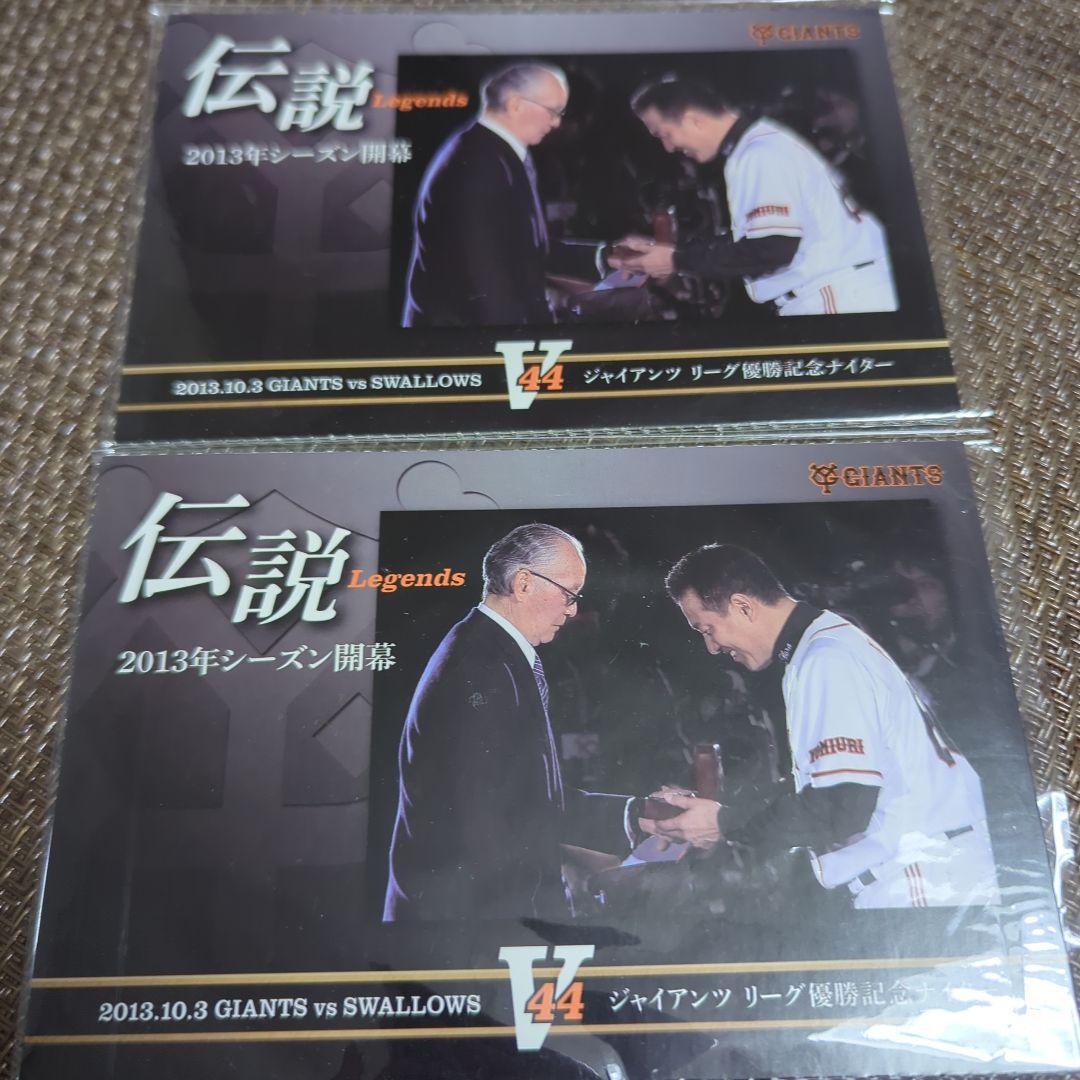 GIANTS
伝説 Legends
2013年シーズン開幕
YOMIURI
2013.10.3 GIANTS vs SWALLOWS V44 ジャイアンツ リーグ優勝記念ナイター
GIANTS
伝説 Legends
2013年シーズン開幕
YOMIURI
2013.10.3 GIANTS vs SWALLOWS V44 ジャイアンツ リーグ優勝記念ナイ